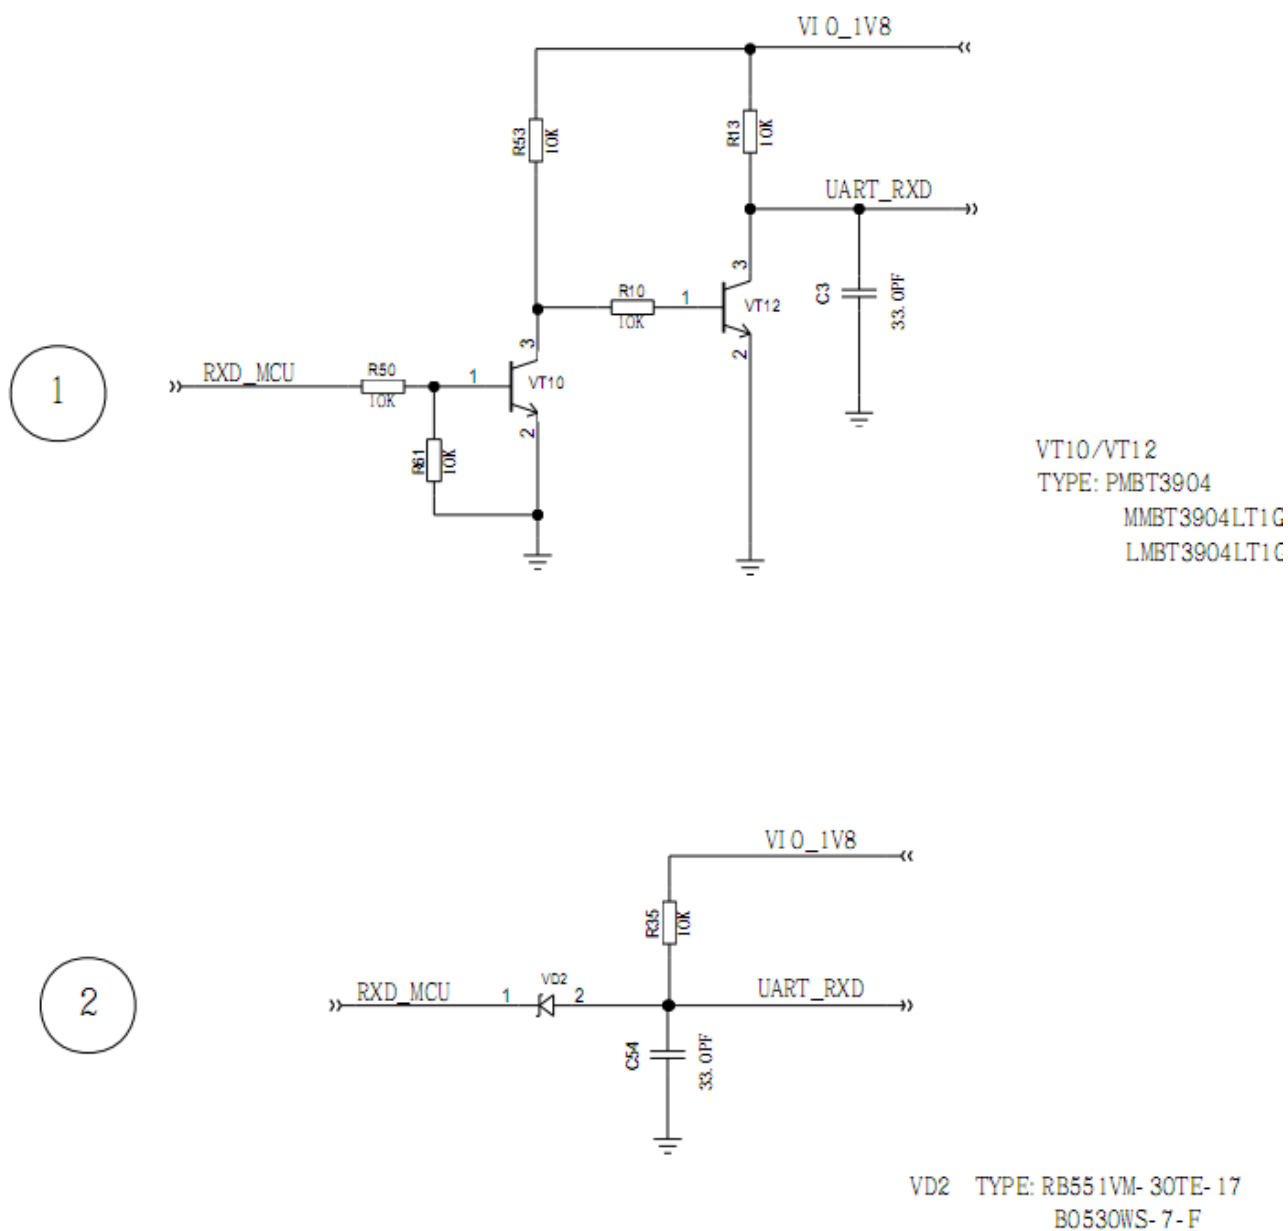 VIO_1V8
R53
10K
R13
10K
UART_RXD
3
R10
1
VT12
10K
C3
33.0PF
2
3
RXD_MCU
R50
1
VT10
10K
1
2
R61
10K
VT10/VT12
TYPE: PMBT3904
MMBT3904LT1G
LMBT3904LT1G
VIO_1V8
R35
10K
2
RXD_MCU
1
VD2
2
UART_RXD
C54
33.0PF
VD2 TYPE: RB551VM-30TE-17
B0530WS-7-F